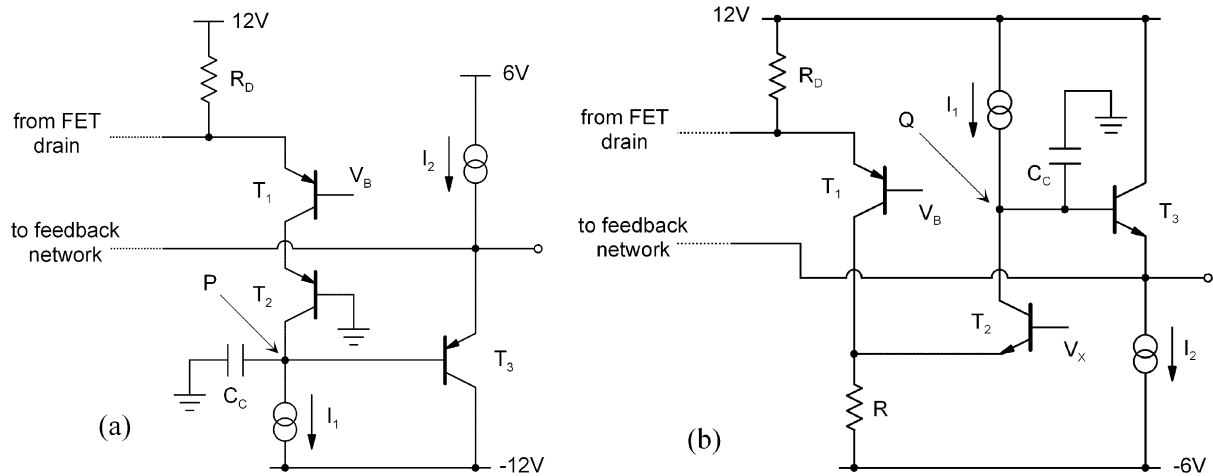 12V
R_D
6V
from FET
drain
I_2
T_1
V_B
to feedback
network
P
T_2
T_3
C_C
I_1
(a)
-12V
12V
R_D
I_1
from FET
drain
Q
C_C
T_1
V_B
T_3
to feedback
network
T_2
V_X
I_2
R
(b)
-6V